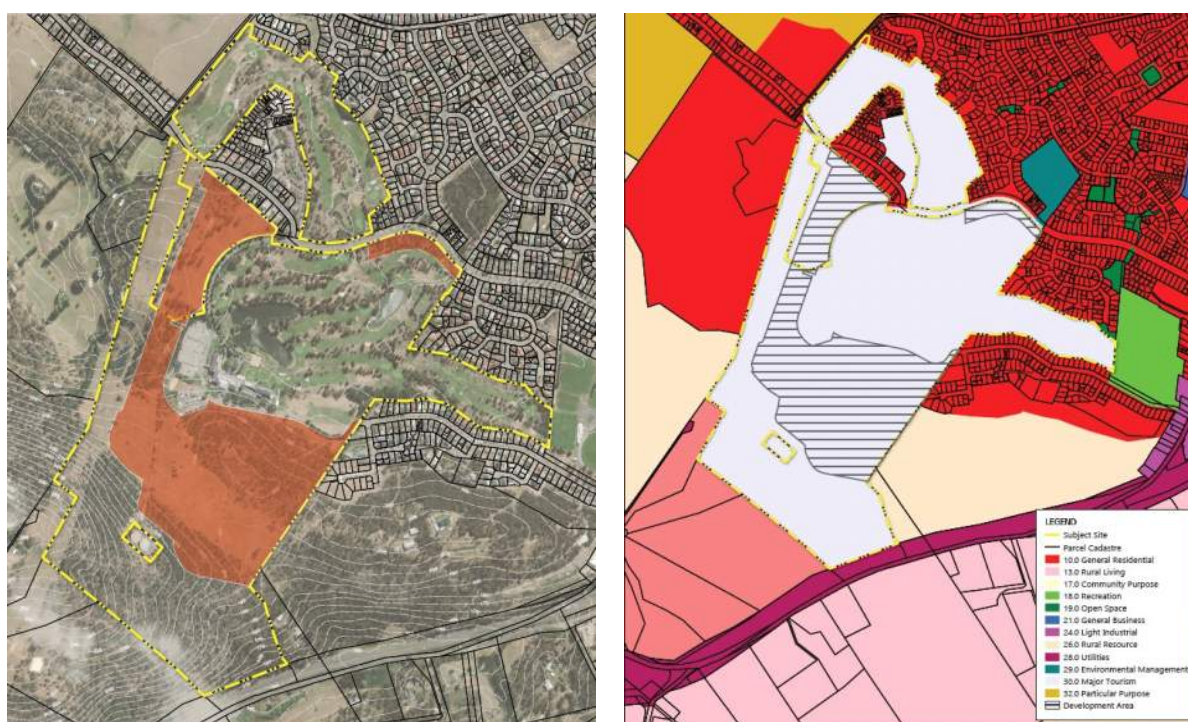 LEGEND
Subject Site
Parcel Cadastre
10.0 General Residential
13.0 Rural Living
17.0 Community Purpose
18.0 Recreation
19.0 Open Space
21.0 General Business
24.0 Light Industrial
26.0 Rural Resource
28.0 Utilities
29.0 Environmental Management
30.0 Major Tourism
32.0 Particular Purpose
Development Area